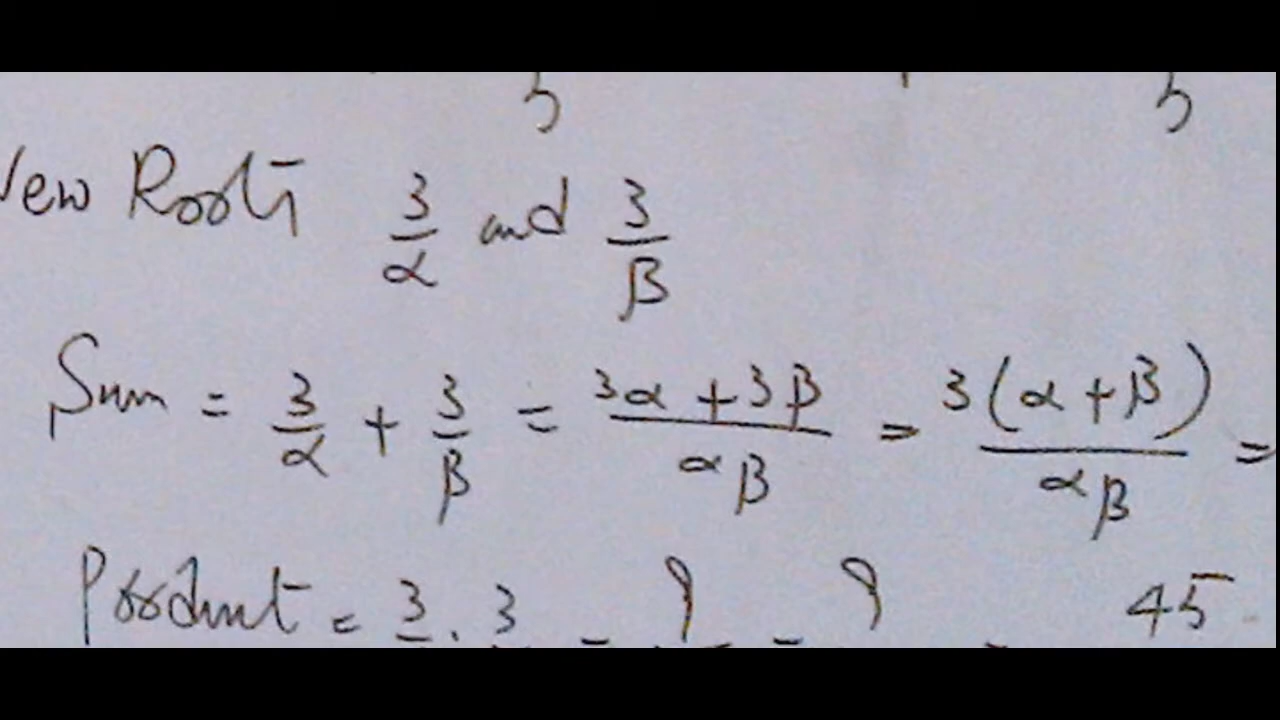 5 5
New Roots 3/α and 3/β
Sum = 3/α + 3/β = 3α + 3β / αβ = 3(α + β) / αβ =
Product = 3 . 3 = 9 = 9 = 45